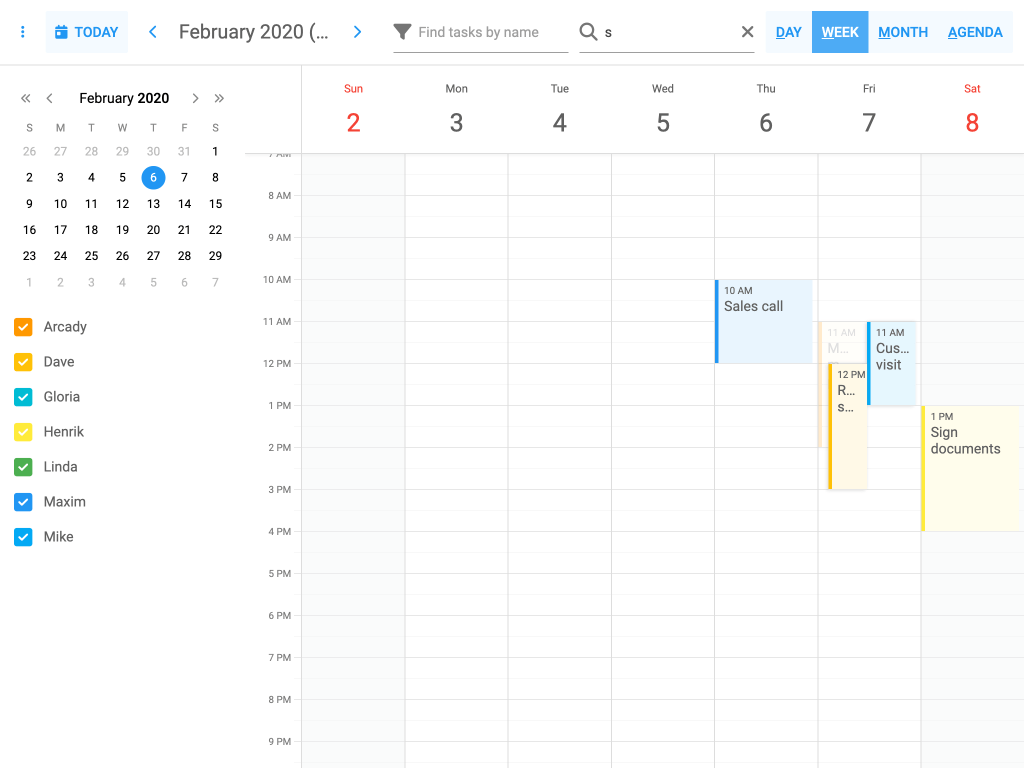 TODAY
February 2020 (...
Find tasks by name
s
DAY
WEEK
MONTH
AGENDA
February 2020
S M T W T F S
26 27 28 29 30 31 1
2 3 4 5 6 7 8
9 10 11 12 13 14 15
16 17 18 19 20 21 22
23 24 25 26 27 28 29
1 2 3 4 5 6 7
Arcady
Dave
Gloria
Henrik
Linda
Maxim
Mike
Sun Mon Tue Wed Thu Fri Sat
2 3 4 5 6 7 8
7 AM
8 AM
9 AM
10 AM
11 AM
12 PM
1 PM
2 PM
3 PM
4 PM
5 PM
6 PM
7 PM
8 PM
9 PM
10 AM
Sales call
11 AM
M...
12 PM
R...
s...
11 AM
Cus...
visit
1 PM
Sign
documents